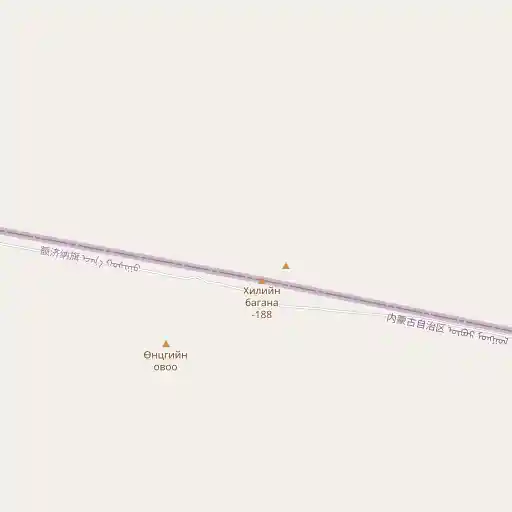 额济纳旗
Хилийн
багана
-188
内蒙古自治区
Өнцгийн
овоо